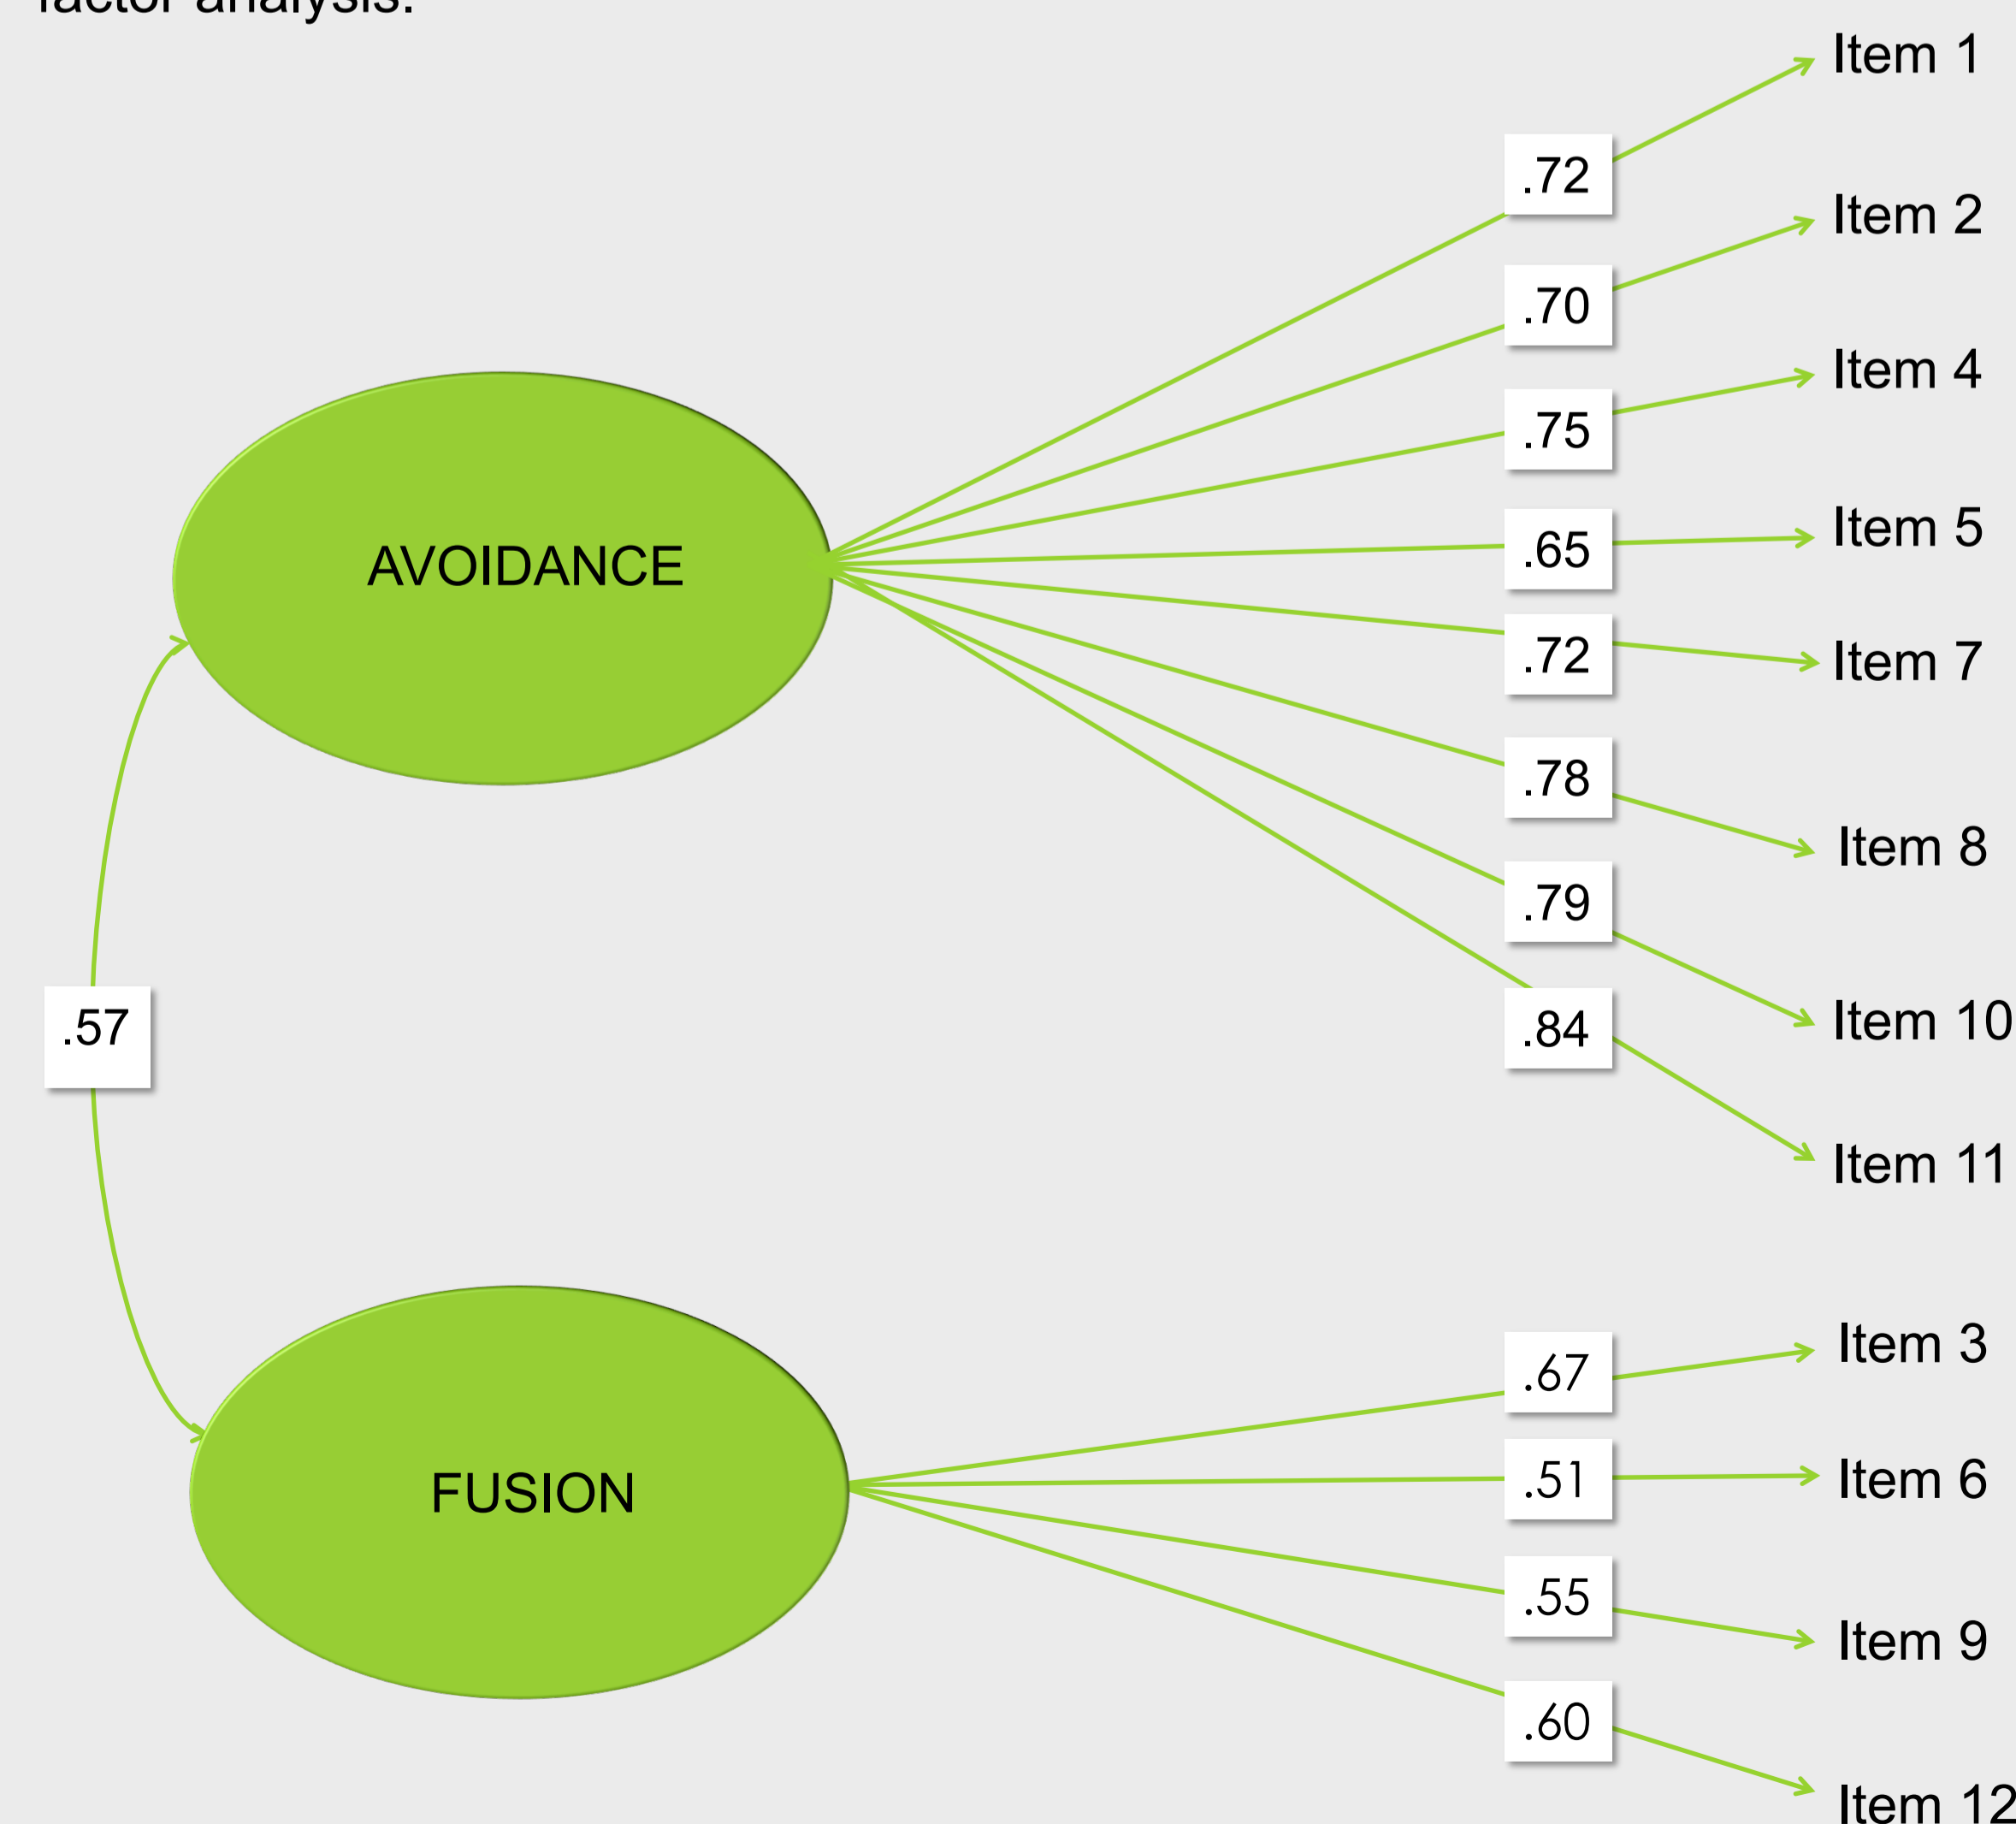 factor analysis.
Item 1
.72
Item 2
.70
Item 4
.75
Item 5
.65
AVOIDANCE
.72
Item 7
.78
Item 8
.79
Item 10
.57
.84
Item 11
Item 3
.67
Item 6
.51
FUSION
.55
Item 9
.60
Item 12